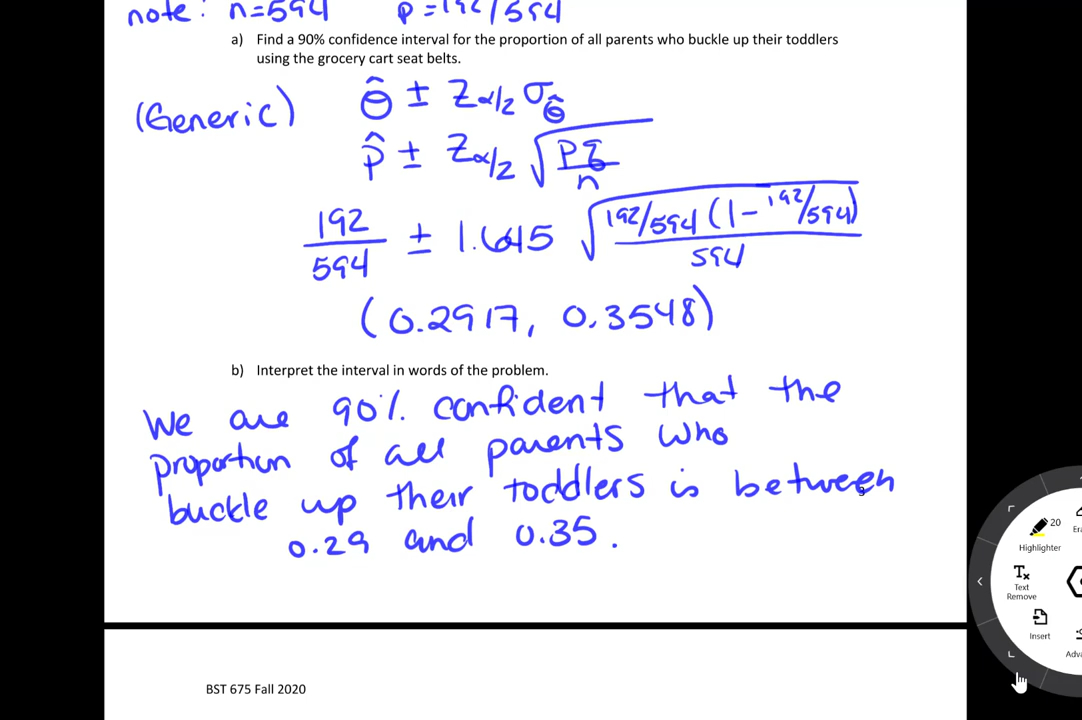 note: n=594 p̂=192/594
a) Find a 90% confidence interval for the proportion of all parents who buckle up their toddlers
using the grocery cart seat belts.
(Generic) θ̂ ± Zα/2 σθ̂
p̂ ± Zα/2 √(pq/n)
192/594 ± 1.645 √(192/594 (1-192/594)/594)
(0.2917, 0.3548)
b) Interpret the interval in words of the problem.
We are 90% confident that the
proportion of all parents who
buckle up their toddlers is between
0.29 and 0.35.
BST 675 Fall 2020
20
Highlighter
Tx
Text
Remove
Insert